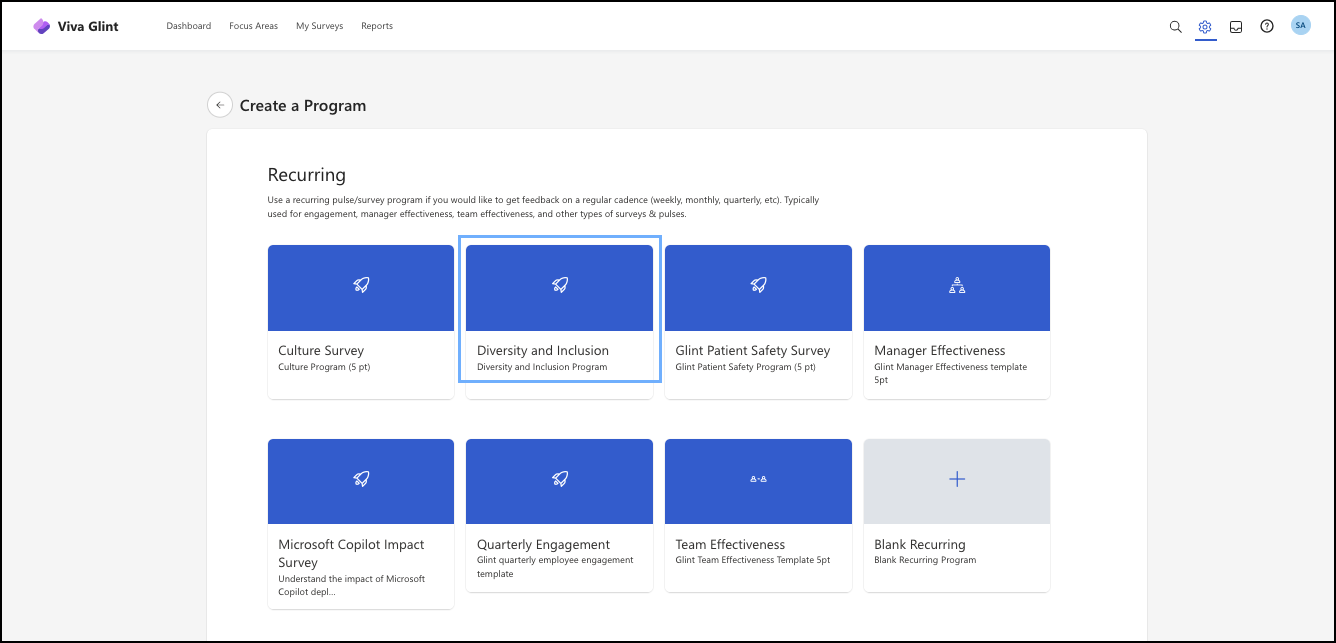 Viva Glint
Dashboard
Focus Areas
My Surveys
Reports
SA
Create a Program
Recurring
Use a recurring pulse/survey program if you would like to get feedback on a regular cadence (weekly, monthly, quarterly, etc). Typically
used for engagement, manager effectiveness, team effectiveness, and other types of surveys & pulses.
Culture Survey
Culture Program (5 pt)
Diversity and Inclusion
Diversity and Inclusion Program
Glint Patient Safety Survey
Glint Patient Safety Program (5 pt)
Manager Effectiveness
Glint Manager Effectiveness template
5pt
Microsoft Copilot Impact
Survey
Understand the impact of Microsoft
Copilot depl...
Quarterly Engagement
Glint quarterly employee engagement
template
Team Effectiveness
Glint Team Effectiveness Template 5pt
Blank Recurring
Blank Recurring Program